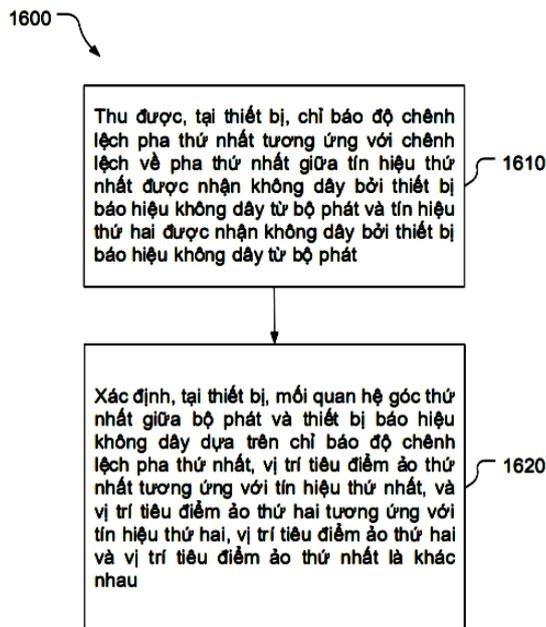 1600
Thu được, tại thiết bị, chỉ báo độ chênh
lệch pha thứ nhất tương ứng với chênh
lệch về pha thứ nhất giữa tín hiệu thứ
nhất được nhận không dây bởi thiết bị
báo hiệu không dây từ bộ phát và tín hiệu
thứ hai được nhận không dây bởi thiết bị
báo hiệu không dây từ bộ phát
1610
Xác định, tại thiết bị, mối quan hệ góc thứ
nhất giữa bộ phát và thiết bị báo hiệu
không dây dựa trên chỉ báo độ chênh
lệch pha thứ nhất, vị trí tiêu điểm ảo thứ
nhất tương ứng với tín hiệu thứ nhất, và
vị trí tiêu điểm ảo thứ hai tương ứng với
tín hiệu thứ hai, vị trí tiêu điểm ảo thứ hai
và vị trí tiêu điểm ảo thứ nhất là khác
nhau
1620